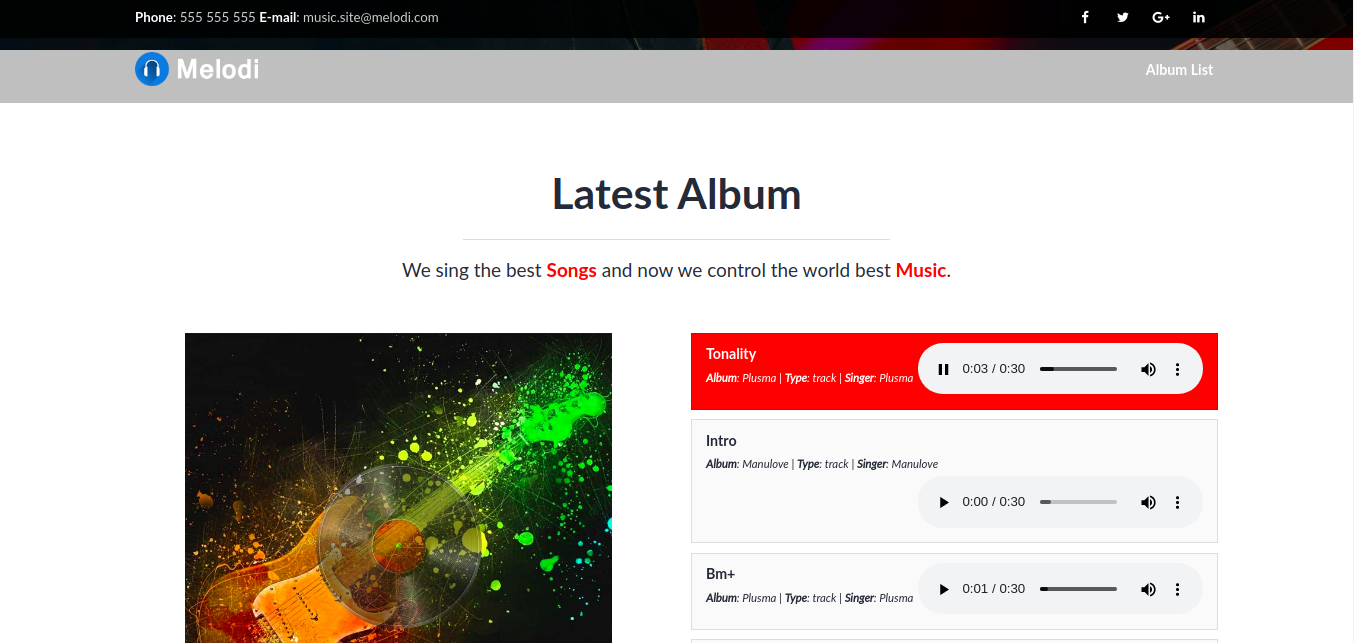 Phone: 555 555 555 E-mail: music.site@melodi.com
Melodi
Album List
Latest Album
We sing the best Songs and now we control the world best Music.
Tonality
Album: Plusma | Type: track | Singer: Plusma
0:03 / 0:30
Intro
Album: Manulove | Type: track | Singer: Manulove
0:00 / 0:30
Bm+
Album: Plusma | Type: track | Singer: Plusma
0:01 / 0:30